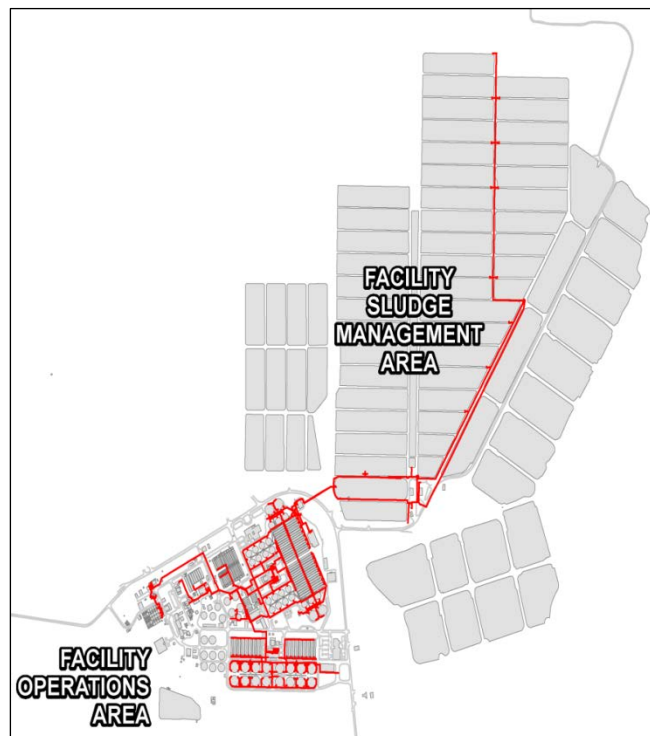 FACILITY
SLUDGE
MANAGEMENT
AREA
FACILITY
OPERATIONS
AREA